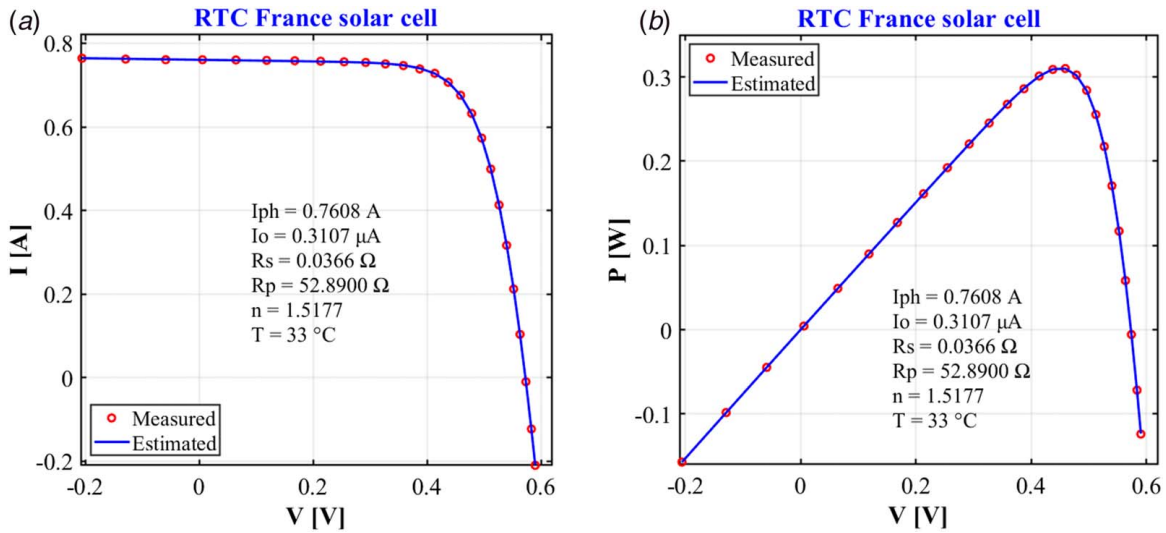 (a)
RTC France solar cell
0.8
0.6
0.4
0.2
0
-0.2
I [A]
Iph = 0.7608 A
Io = 0.3107 μA
Rs = 0.0366 Ω
Rp = 52.8900 Ω
n = 1.5177
T = 33 °C
Measured
Estimated
-0.2 0 0.2 0.4 0.6
V [V]
(b)
RTC France solar cell
Measured
Estimated
0.3
0.2
0.1
0
-0.1
P [W]
Iph = 0.7608 A
Io = 0.3107 μA
Rs = 0.0366 Ω
Rp = 52.8900 Ω
n = 1.5177
T = 33 °C
-0.2 0 0.2 0.4 0.6
V [V]